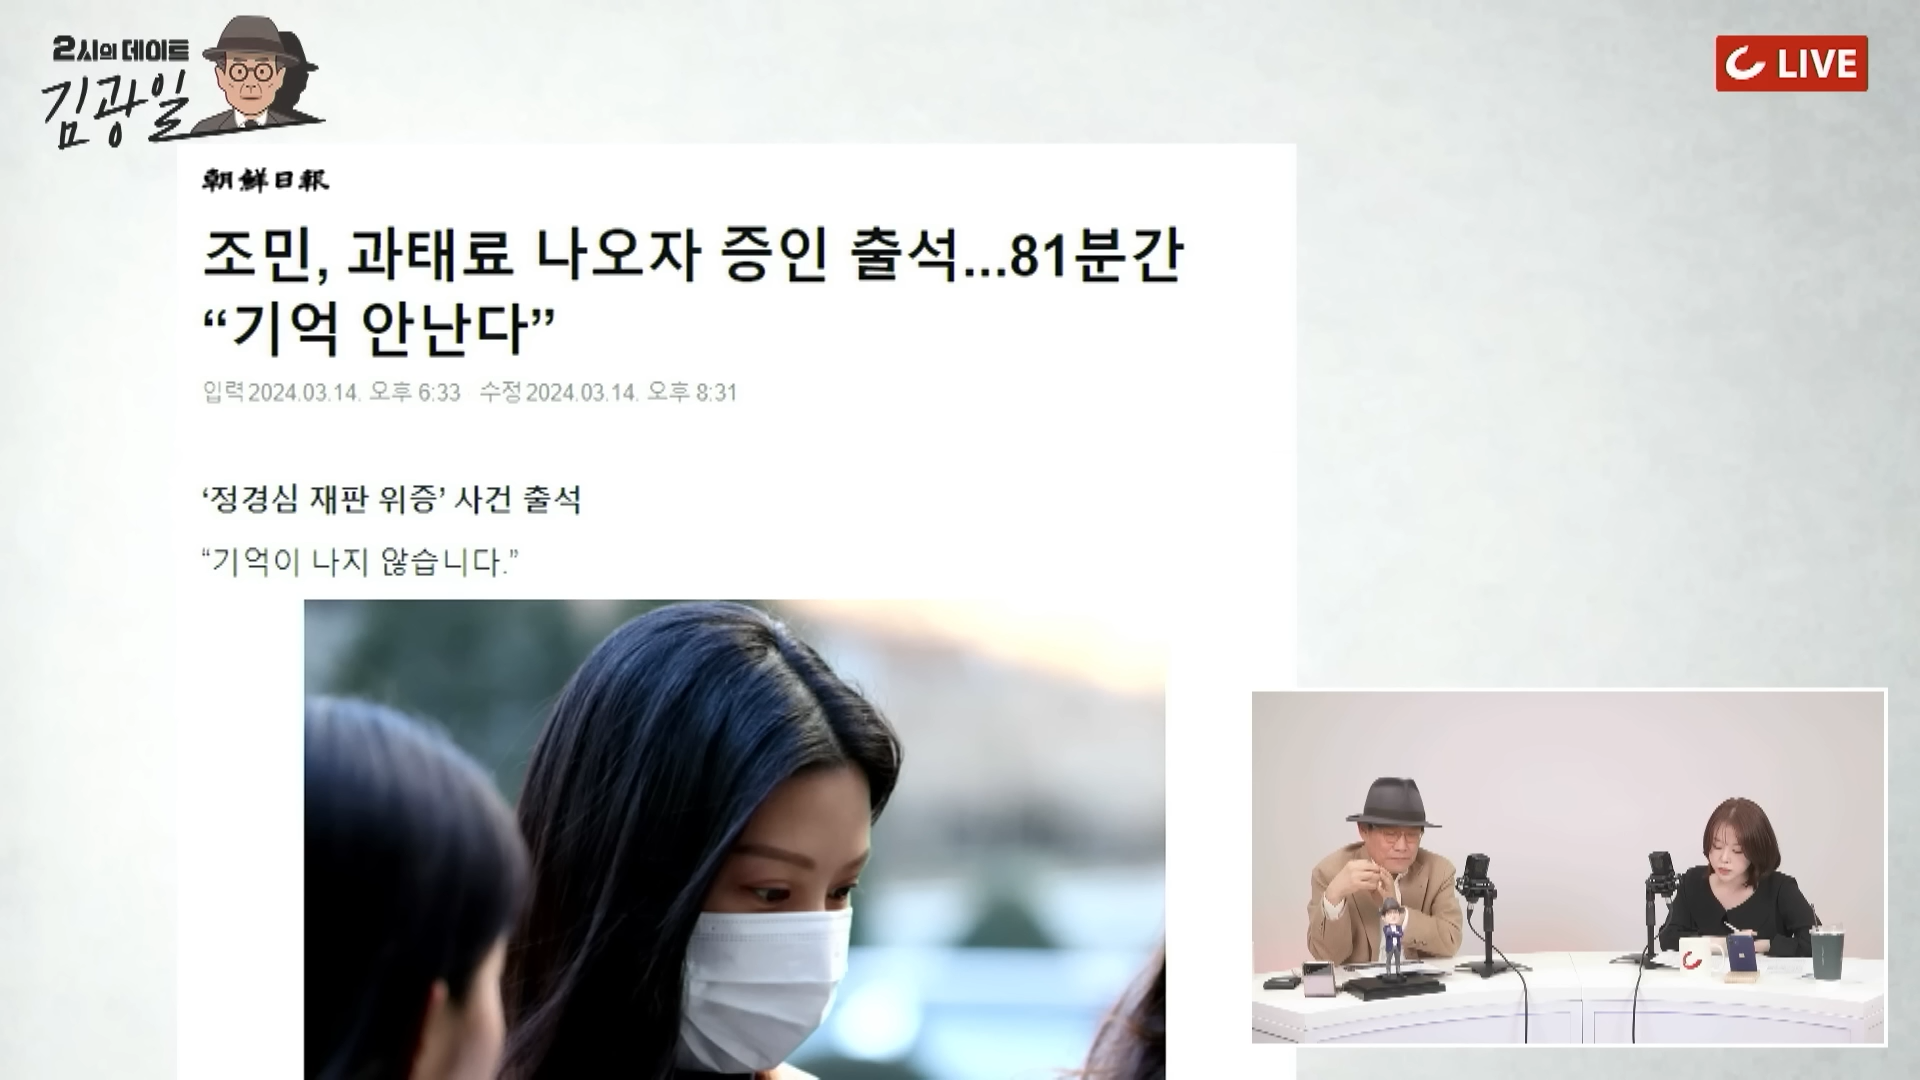 2시의 데이트
김광일
LIVE
朝鮮日報
조민, 과태료 나오자 증인 출석...81분간
“기억 안난다”
입력 2024.03.14. 오후 6:33 수정 2024.03.14. 오후 8:31
‘정경심 재판 위증’ 사건 출석
“기억이 나지 않습니다.”